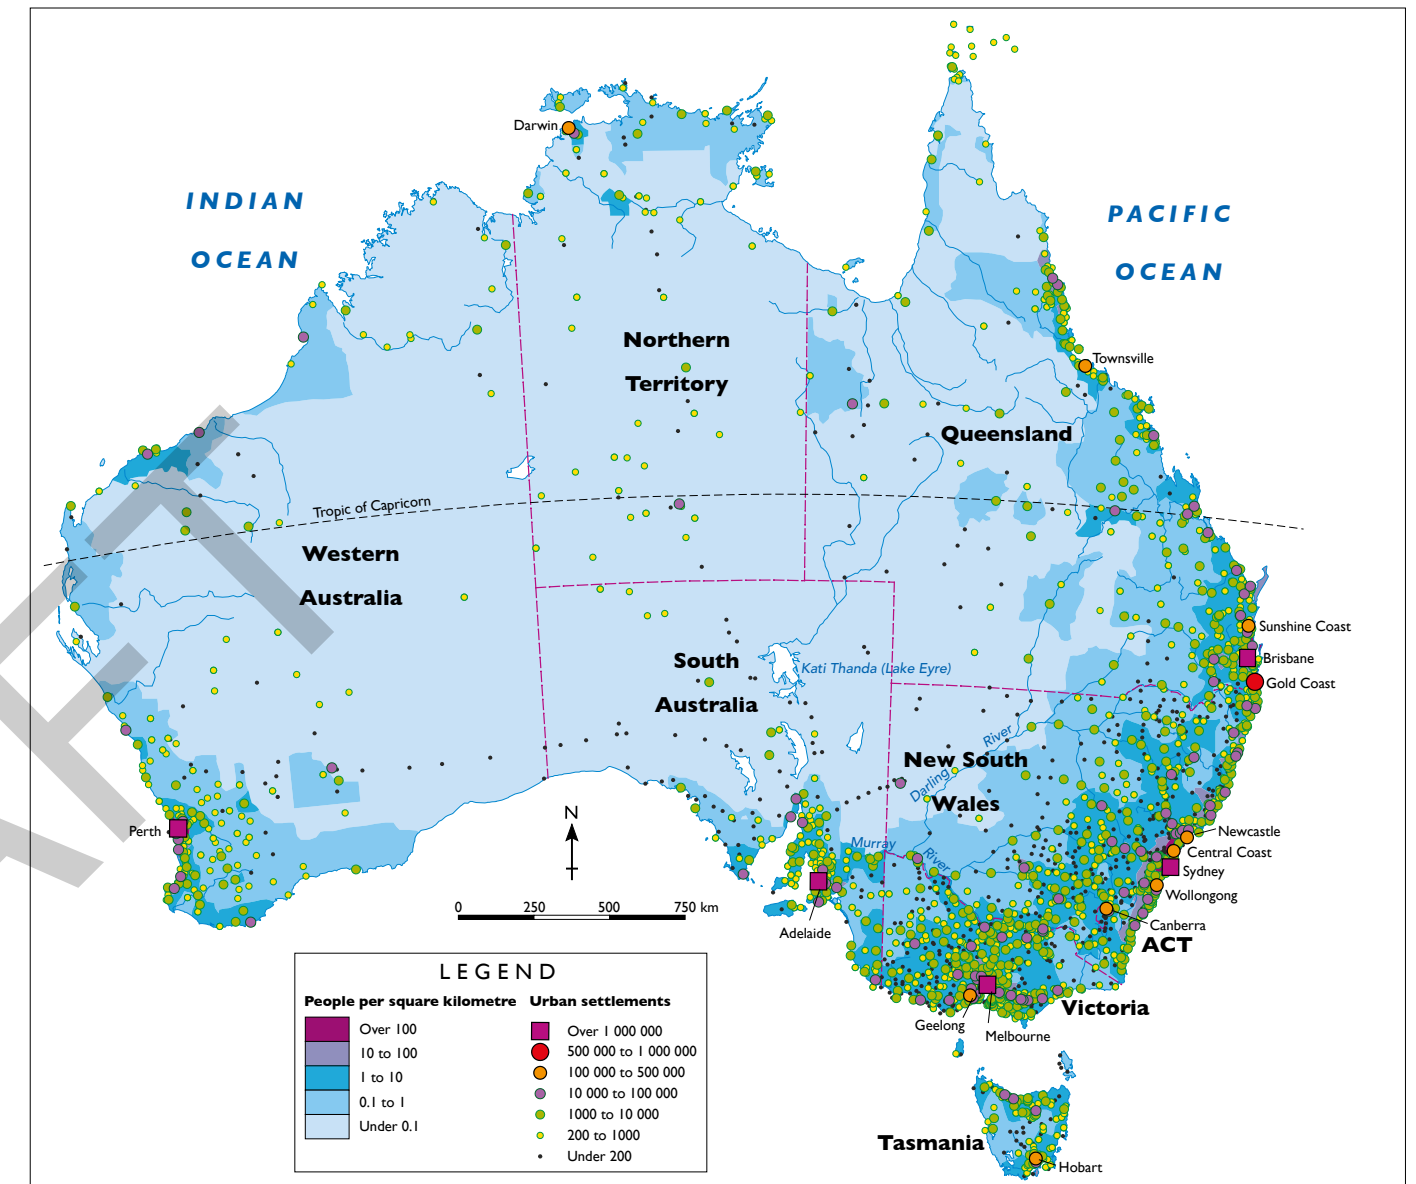 Darwin
INDIAN
OCEAN
PACIFIC
OCEAN
Northern
Territory
Townsville
Queensland
Tropic of Capricorn
Western
Australia
Sunshine Coast
Brisbane
Gold Coast
South
Australia
Kati Thanda (Lake Eyre)
New South
Wales
Darling
River
Murray
River
Perth
N
0 250 500 750 km
Adelaide
Newcastle
Central Coast
Sydney
Wollongong
Canberra
ACT
Victoria
Geelong
Melbourne
Tasmania
Hobart
LEGEND
People per square kilometre
Over 100
10 to 100
1 to 10
0.1 to 1
Under 0.1
Urban settlements
Over 1 000 000
500 000 to 1 000 000
100 000 to 500 000
10 000 to 100 000
1000 to 10 000
200 to 1000
Under 200